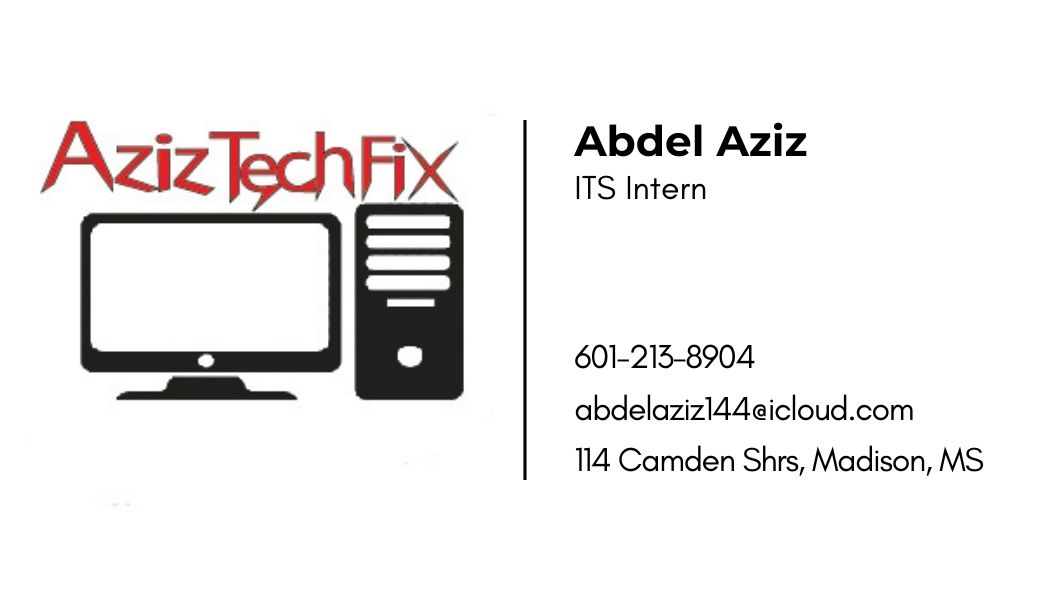 AzizTechFix
Abdel Aziz
ITS Intern
601-213-8904
abdelaziz144@icloud.com
114 Camden Shrs, Madison, MS